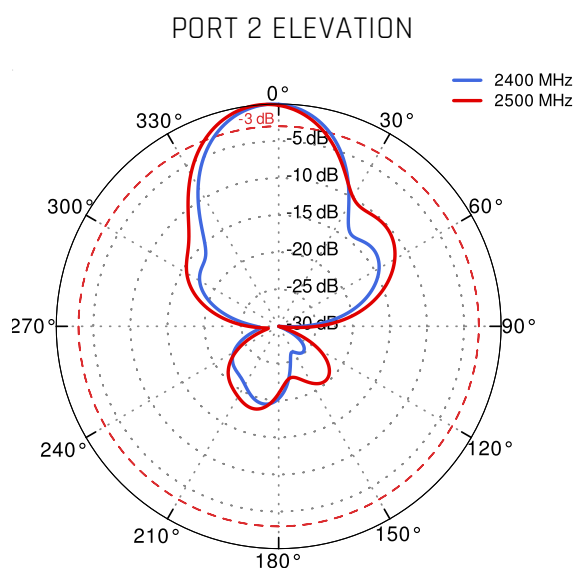 PORT 2 ELEVATION
2400 MHz
2500 MHz
0°
-3 dB
330°
30°
-5 dB
-10 dB
300°
60°
-15 dB
-20 dB
-25 dB
270°
-30 dB
90°
240°
120°
210°
150°
180°